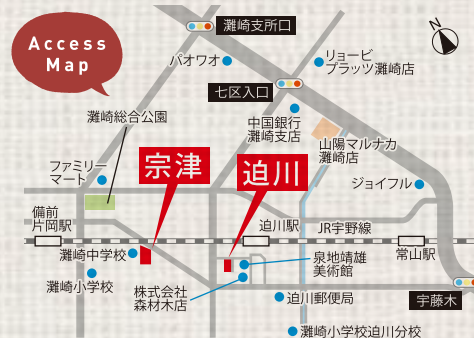 Access
Map
N
灘崎支所口
パオワオ
リョービ
プラッツ灘崎店
七区入口
灘崎総合公園
中国銀行
灘崎支店
山陽マルナカ
灘崎店
宗津
迫川
ファミリー
マート
ジョイフル
備前
片岡駅
迫川駅
JR宇野線
常山駅
灘崎中学校
泉地靖雄
美術館
灘崎小学校
株式会社
森材木店
迫川郵便局
宇藤木
灘崎小学校迫川分校